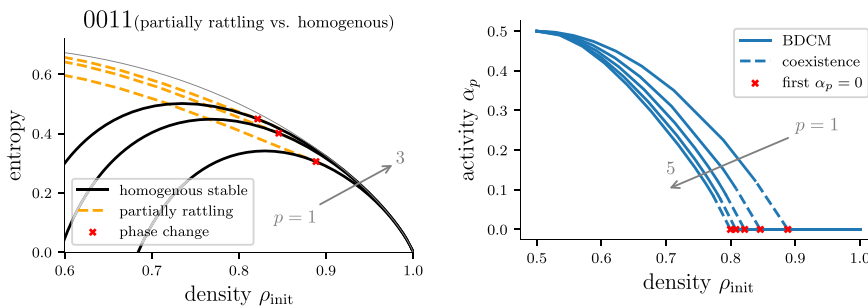 0011(partially rattling vs. homogenous)
entropy
0.6
0.4
0.2
0.0
3
p = 1
homogenous stable
partially rattling
phase change
0.6 0.7 0.8 0.9 1.0
density ρinit
activity αp
0.5
0.4
0.3
0.2
0.1
0.0
BDCM
coexistence
first αp = 0
p = 1
5
0.5 0.6 0.7 0.8 0.9 1.0
density ρinit